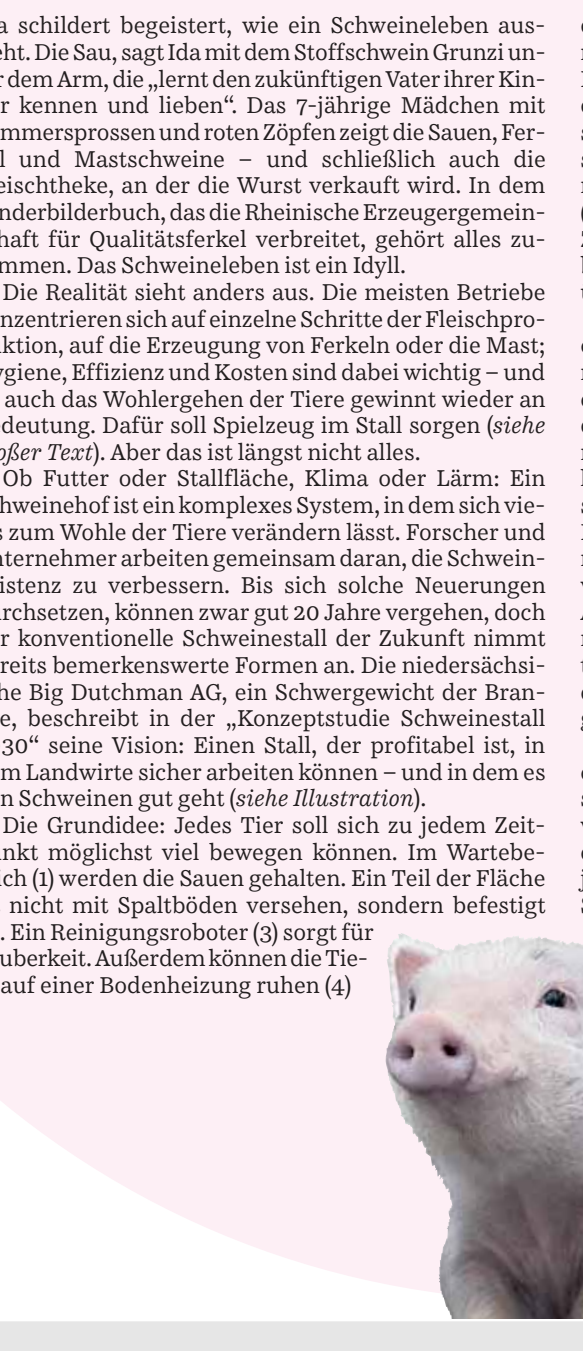 a schildert begeistert, wie ein Schweineleben aus-
eht. Die Sau, sagt Ida mit dem Stoffschwein Grunzi un-
r dem Arm, die „lernt den zukünftigen Vater ihrer Kin-
r kennen und lieben“. Das 7-jährige Mädchen mit
mmersprossen und roten Zöpfen zeigt die Sauen, Fer-
l und Mastschweine – und schließlich auch die
eischtheke, an der die Wurst verkauft wird. In dem
nderbilderbuch, das die Rheinische Erzeugergemein-
haft für Qualitätsferkel verbreitet, gehört alles zu-
mmen. Das Schweineleben ist ein Idyll.
Die Realität sieht anders aus. Die meisten Betriebe
nzentrieren sich auf einzelne Schritte der Fleischpro-
ktion, auf die Erzeugung von Ferkeln oder die Mast;
ygiene, Effizienz und Kosten sind dabei wichtig – und
auch das Wohlergehen der Tiere gewinnt wieder an
deutung. Dafür soll Spielzeug im Stall sorgen (siehe
oßer Text). Aber das ist längst nicht alles.
Ob Futter oder Stallfläche, Klima oder Lärm: Ein
hweinehof ist ein komplexes System, in dem sich vie-
s zum Wohle der Tiere verändern lässt. Forscher und
nternehmer arbeiten gemeinsam daran, die Schwein-
istenz zu verbessern. Bis sich solche Neuerungen
rchsetzen, können zwar gut 20 Jahre vergehen, doch
r konventionelle Schweinestall der Zukunft nimmt
reits bemerkenswerte Formen an. Die niedersächsi-
he Big Dutchman AG, ein Schwergewicht der Bran-
e, beschreibt in der „Konzeptstudie Schweinestall
30“ seine Vision: Einen Stall, der profitabel ist, in
m Landwirte sicher arbeiten können – und in dem es
n Schweinen gut geht (siehe Illustration).
Die Grundidee: Jedes Tier soll sich zu jedem Zeit-
nkt möglichst viel bewegen können. Im Wartebe-
ich (1) werden die Sauen gehalten. Ein Teil der Fläche
nicht mit Spaltböden versehen, sondern befestigt
. Ein Reinigungsroboter (3) sorgt für
uberkeit. Außerdem können die Tie-
auf einer Bodenheizung ruhen (4)